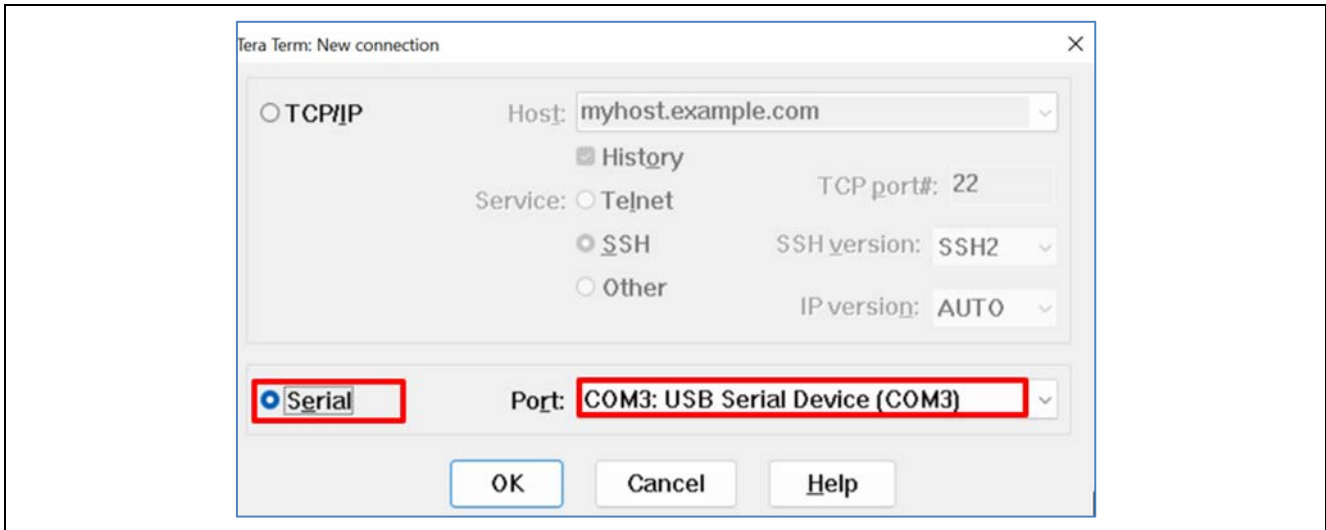 Tera Term: New connection
TCP/IP Host: myhost.example.com
History
TCP port#: 22
Service: Telnet
SSH SSH version: SSH2
Other
IP version: AUTO
Serial Port: COM3: USB Serial Device (COM3)
OK Cancel Help